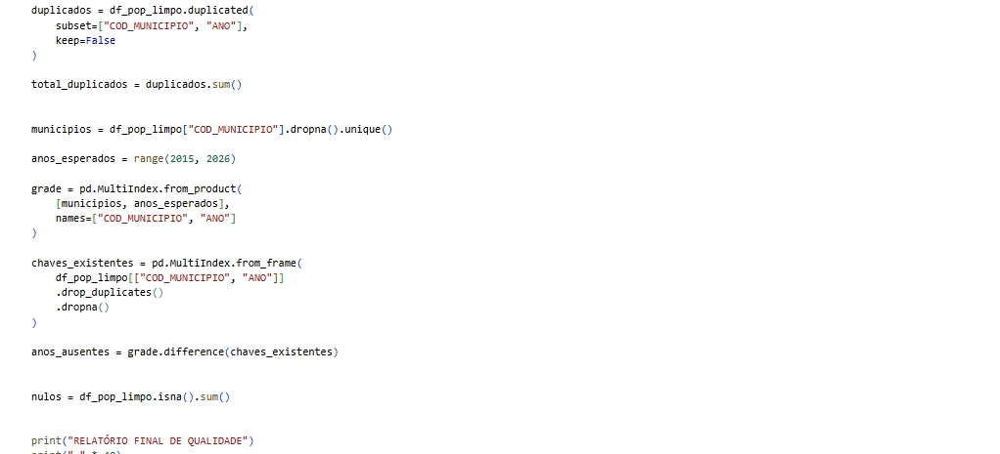 duplicados = df_pop_limpo.duplicated(
    subset=["COD_MUNICIPIO", "ANO"],
    keep=False
)
total_duplicados = duplicados.sum()
municipios = df_pop_limpo["COD_MUNICIPIO"].dropna().unique()
anos_esperados = range(2015, 2026)
grade = pd.MultiIndex.from_product(
    [municipios, anos_esperados],
    names=["COD_MUNICIPIO", "ANO"]
)
chaves_existentes = pd.MultiIndex.from_frame(
    df_pop_limpo[["COD_MUNICIPIO", "ANO"]]
    .drop_duplicates()
    .dropna()
)
anos_ausentes = grade.difference(chaves_existentes)
nulos = df_pop_limpo.isna().sum()
print("RELATÓRIO FINAL DE QUALIDADE")